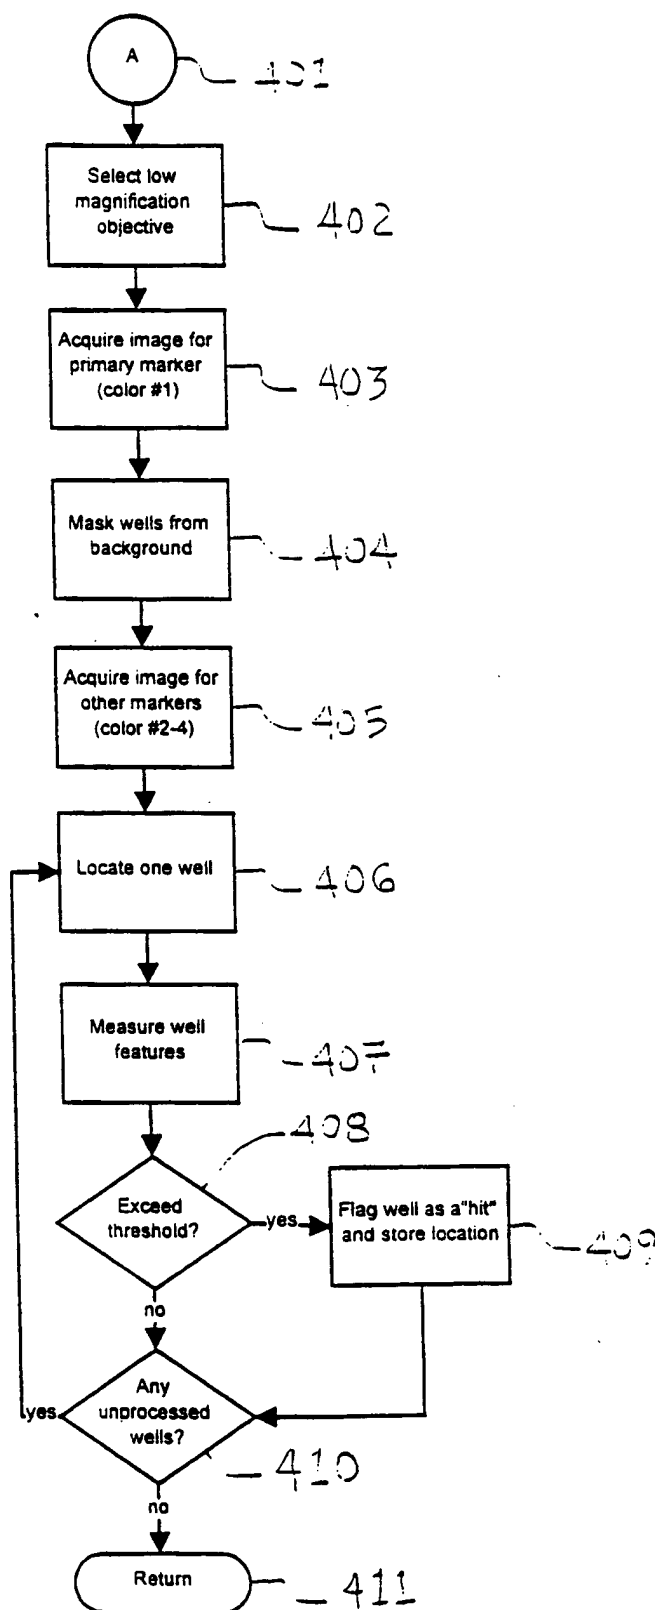 A
401
Select low
magnification
objective
402
Acquire image for
primary marker
(color #1)
403
Mask wells from
background
404
Acquire image for
other markers
(color #2-4)
405
Locate one well
406
Measure well
features
407
408
Exceed
threshold?
yes
Flag well as a"hit"
and store location
409
no
Any
unprocessed
wells?
yes
410
no
Return
411